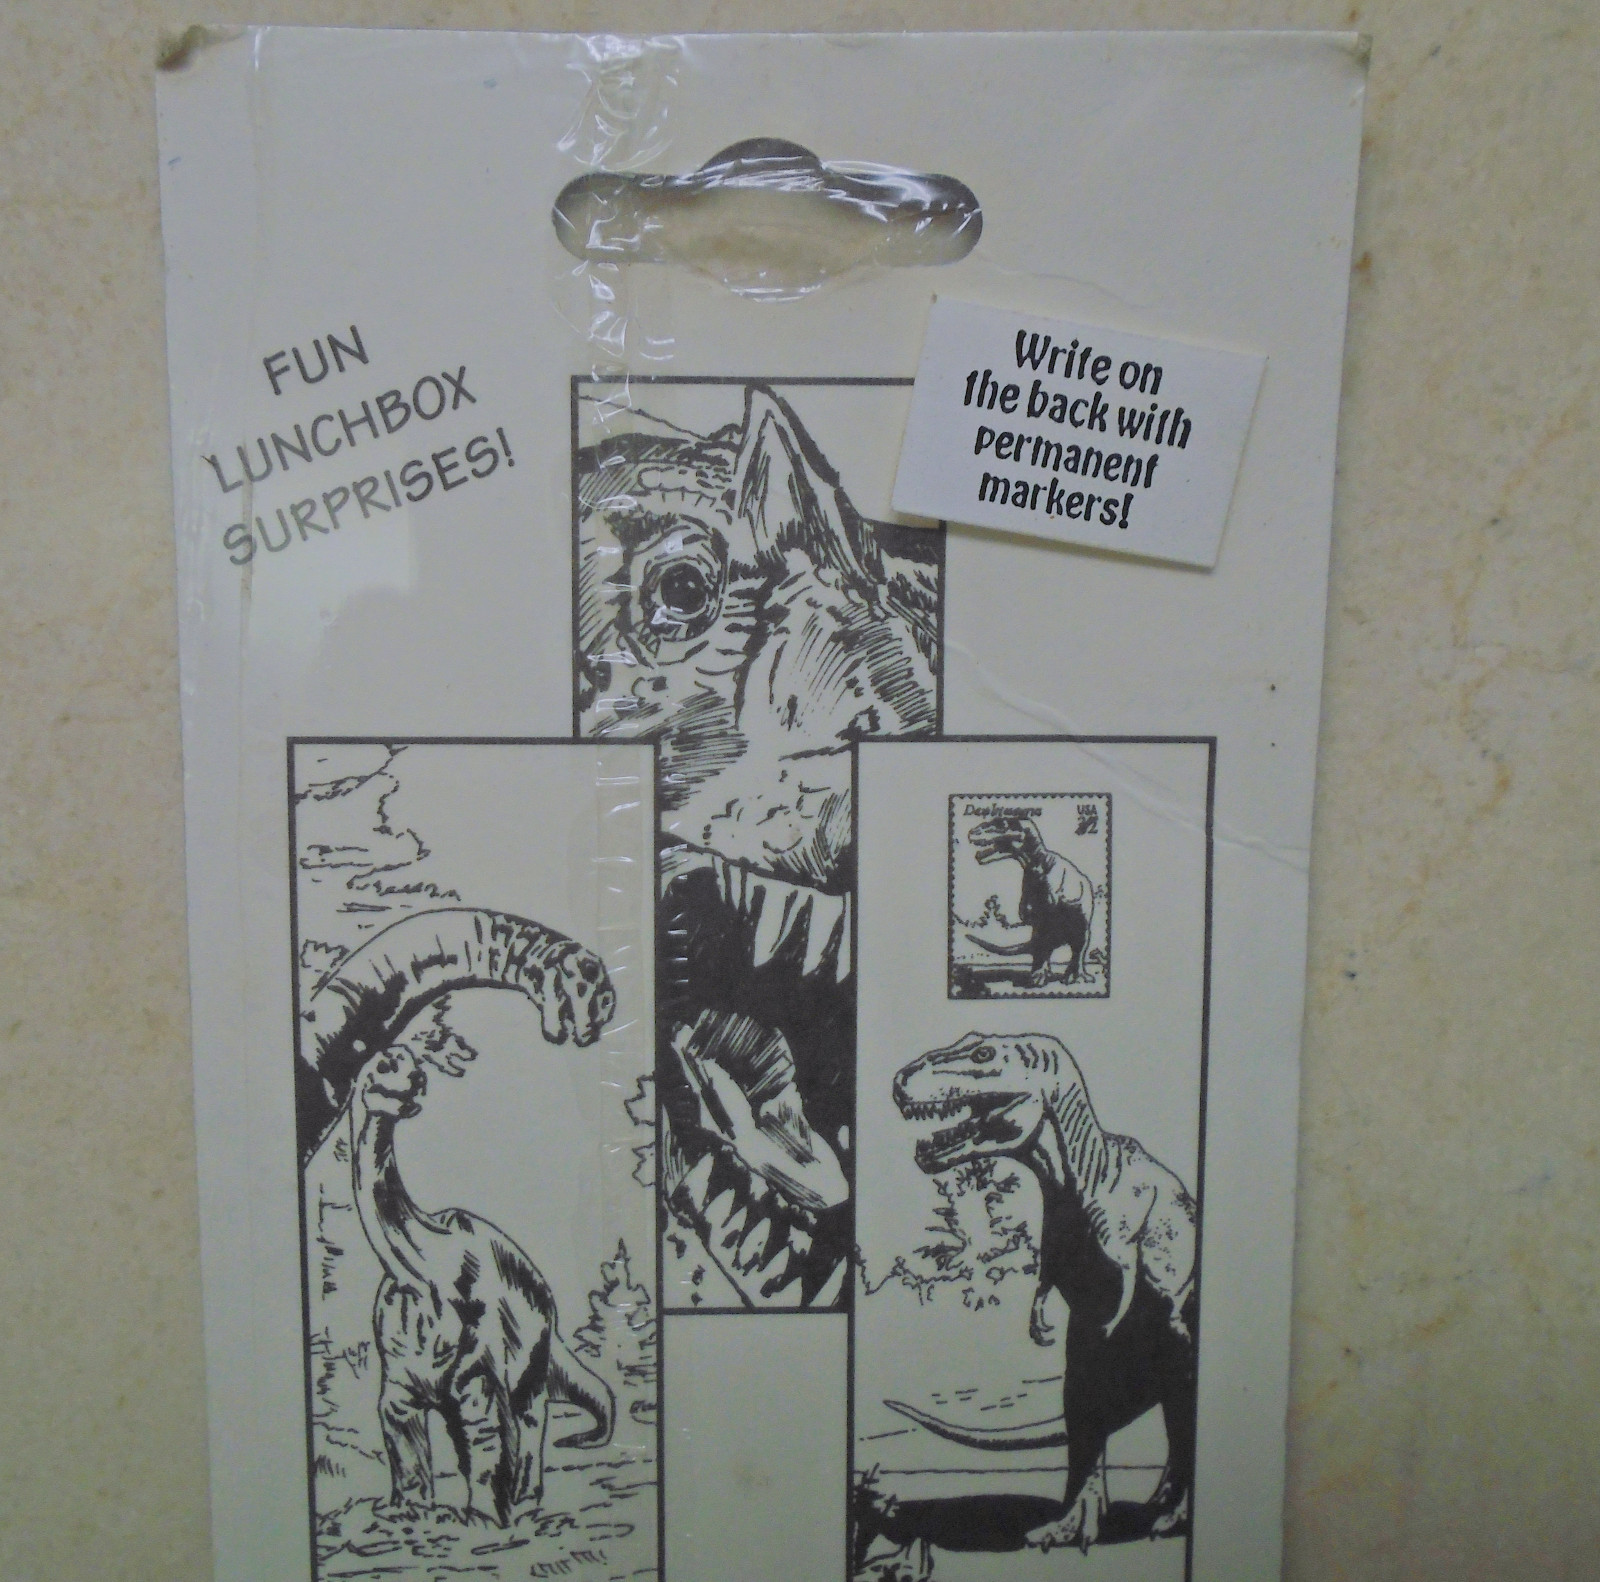 FUN
LUNCHBOX
SURPRISES!
Write on
the back with
permanent
markers!
USA